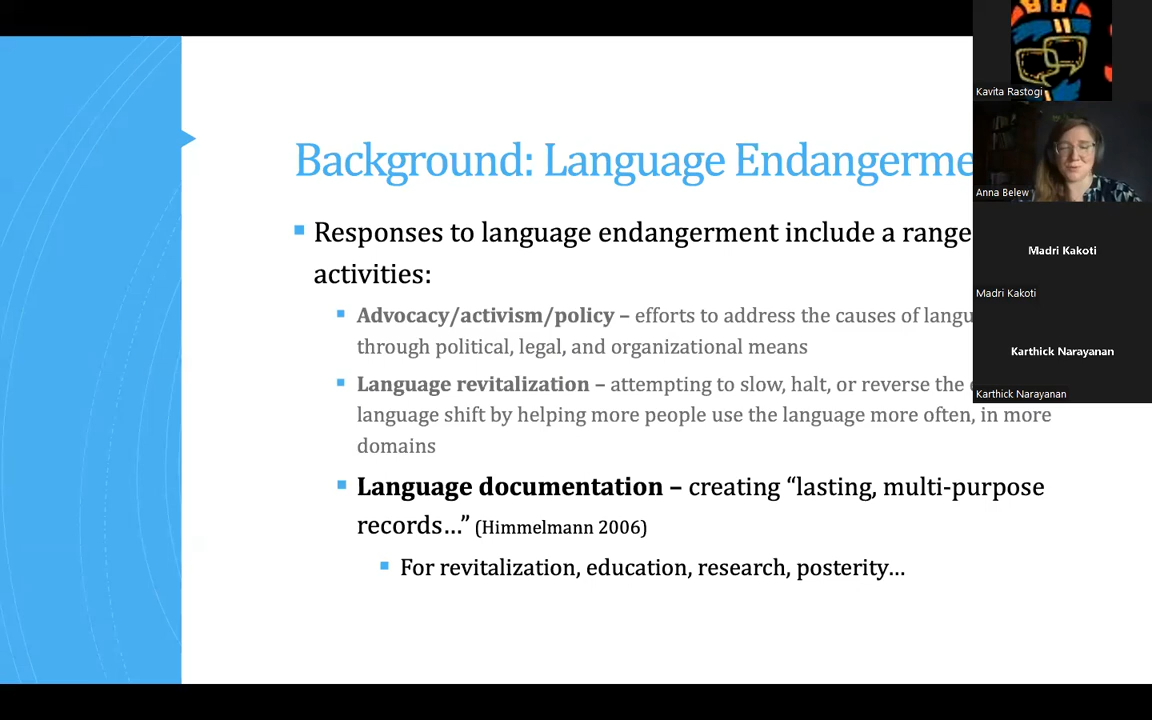 Background: Language Endangerme
Responses to language endangerment include a range
activities:
Advocacy/activism/policy – efforts to address the causes of langu
through political, legal, and organizational means
Language revitalization – attempting to slow, halt, or reverse the
language shift by helping more people use the language more often, in more
domains
Language documentation – creating “lasting, multi-purpose
records…” (Himmelmann 2006)
For revitalization, education, research, posterity…
Kavita Rastogi
Anna Belew
Madri Kakoti
Madri Kakoti
Karthick Narayanan
Karthick Narayanan